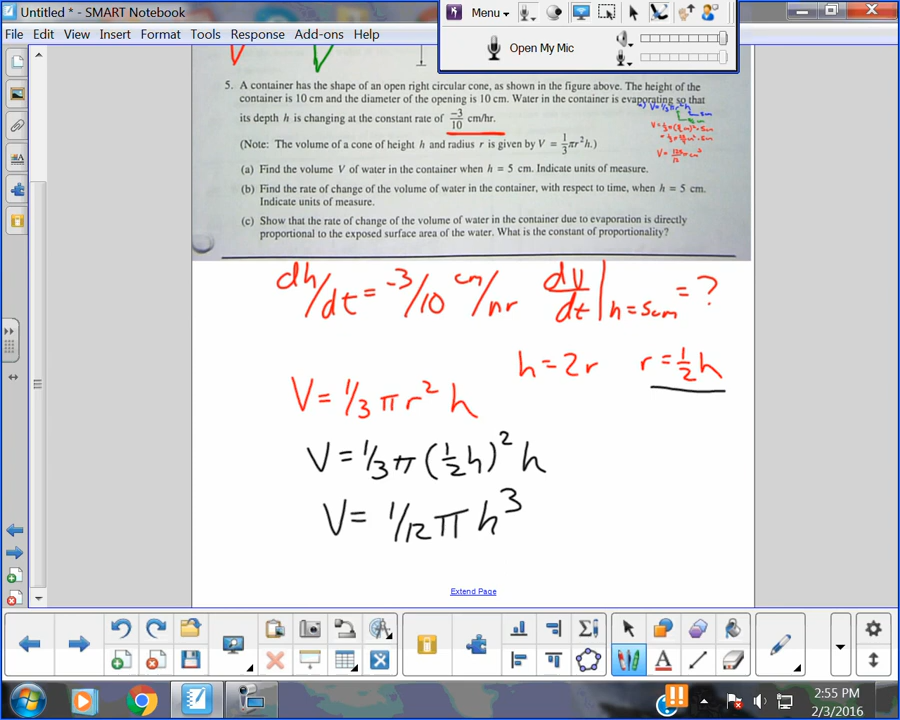 Untitled * - SMART Notebook
Menu
Open My Mic
File Edit View Insert Format Tools Response Add-ons Help
5. A container has the shape of an open right circular cone, as shown in the figure above. The height of the
container is 10 cm and the diameter of the opening is 10 cm. Water in the container is evaporating so that
its depth h is changing at the constant rate of -3/10 cm/hr.
(Note: The volume of a cone of height h and radius r is given by V = 1/3 πr²h.)
(a) Find the volume V of water in the container when h = 5 cm. Indicate units of measure.
(b) Find the rate of change of the volume of water in the container, with respect to time, when h = 5 cm.
Indicate units of measure.
(c) Show that the rate of change of the volume of water in the container due to evaporation is directly
proportional to the exposed surface area of the water. What is the constant of proportionality?
dh/dt = -3/10 cm/hr dV/dt | h = 5cm = ?
h = 2r r = 1/2 h
V = 1/3 π r² h
V = 1/3 π (1/2 h)² h
V = 1/12 π h³
Extend Page
2:55 PM
2/3/2016